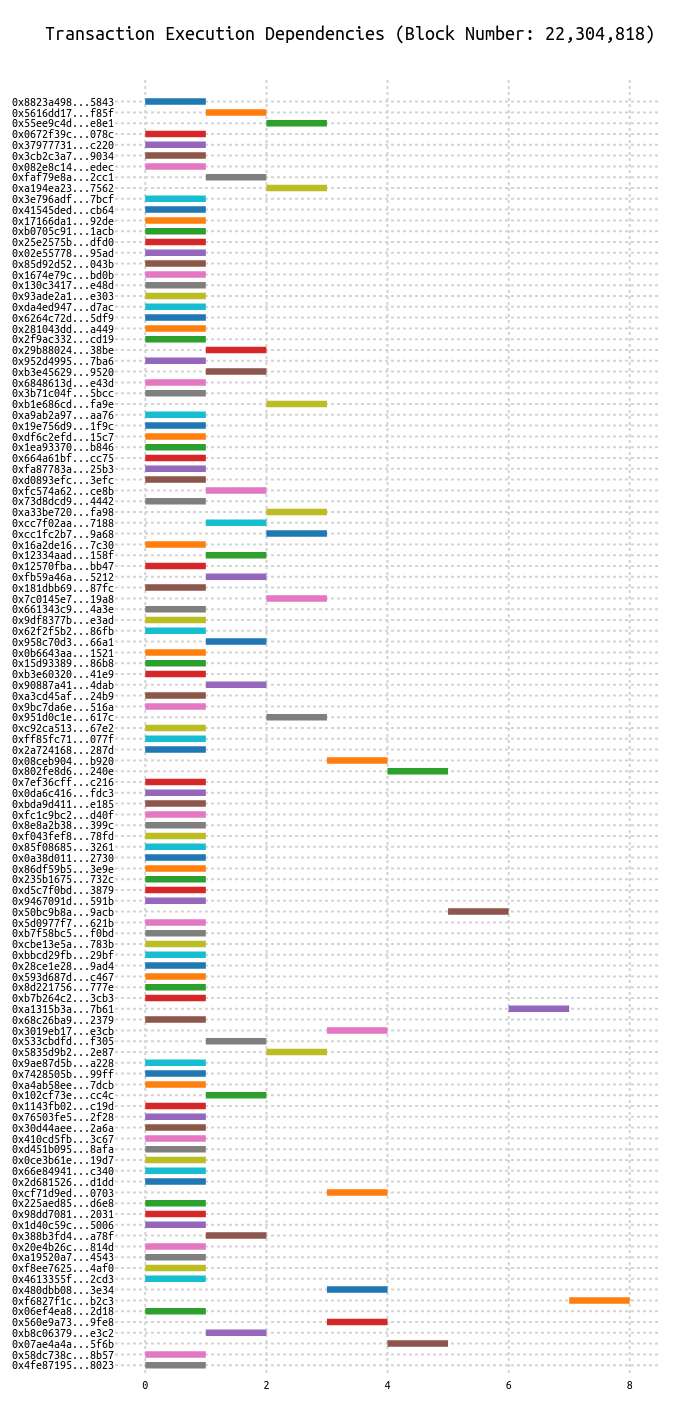 Transaction Execution Dependencies (Block Number: 22,304,818)
0x8823a498...5843
0x5616dd17...f85f
0x55ee9c4d...e8e1
0x0672f39c...078c
0x37977731...c220
0x3cb2c3a7...9034
0x082e8c14...edec
0xfaf79e8a...2cc1
0xa194ea23...7562
0x3e796adf...7bcf
0x41545ded...cb64
0x17166da1...92de
0xb0705c91...1acb
0x25e2575b...dfd0
0x02e55778...95ad
0x85d92d52...043b
0x1674e79c...bd0b
0x130c3417...e48d
0x93ade2a1...e303
0xda4ed947...d7ac
0x6264c72d...5df9
0x281043dd...a449
0x2f9ac332...cd19
0x29b88024...38be
0x952d4995...7ba6
0xb3e45629...9520
0x6848613d...e43d
0x3b71c04f...5bcc
0xb1e686cd...fa9e
0xa9ab2a97...aa76
0x19e756d9...1f9c
0xdf6c2efd...15c7
0x1ea93370...b846
0x664a61bf...cc75
0xfa87783a...25b3
0xd0893efc...3efc
0xfc574a62...ce8b
0x73d8dcd9...4442
0xa33be720...fa98
0xcc7f02aa...7188
0xcc1fc2b7...9a68
0x16a2de16...7c30
0x12334aad...158f
0x12570fba...bb47
0xfb59a46a...5212
0x181dbb69...87fc
0x7c0145e7...19a8
0x661343c9...4a3e
0x9df8377b...e3ad
0x62f2f5b2...86fb
0x958c70d3...66a1
0x0b6643aa...1521
0x15d93389...86b8
0xb3e60320...41e9
0x90887a41...4dab
0xa3cd45af...24b9
0x9bc7da6e...516a
0x951d0c1e...617c
0xc92ca513...67e2
0xff85fc71...077f
0x2a724168...287d
0x08ceb904...b920
0x802fe8d6...240e
0x7ef36cff...c216
0x0da6c416...fdc3
0xbda9d411...e185
0xfc1c9bc2...d40f
0x8e8a2b38...399c
0xf043fef8...78fd
0x85f08685...3261
0x0a38d011...2730
0x86df59b5...3e9e
0x235b1675...732c
0xd5c7f0bd...3879
0x9467091d...591b
0x50bc9b8a...9acb
0x5d0977f7...621b
0xb7f58bc5...f0bd
0xcbe13e5a...783b
0xbbcd29fb...29bf
0x28ce1e28...9ad4
0x593d687d...c467
0x8d221756...777e
0xb7b264c2...3cb3
0xa1315b3a...7b61
0x68c26ba9...2379
0x3019eb17...e3cb
0x533cbdfd...f305
0x5835d9b2...2e87
0x9ae87d5b...a228
0x7428505b...99ff
0xa4ab58ee...7dcb
0x102cf73e...cc4c
0x1143fb02...c19d
0x76503fe5...2f28
0x30d44aee...2a6a
0x410cd5fb...3c67
0xd451b095...8afa
0x0ce3b61e...19d7
0x66e84941...c340
0x2d681526...d1dd
0xcf71d9ed...0703
0x225aed85...d6e8
0x98dd7081...2031
0x1d40c59c...5006
0x388b3fd4...a78f
0x20e4b26c...814d
0xa19520a7...4543
0xf8ee7625...4af0
0x4613355f...2cd3
0x480dbb08...3e34
0xf6827f1c...b2c3
0x06ef4ea8...2d18
0x560e9a73...9fe8
0xb8c06379...e3c2
0x07ae4a4a...5f6b
0x58dc738c...8b57
0x4fe87195...8023
0 2 4 6 8